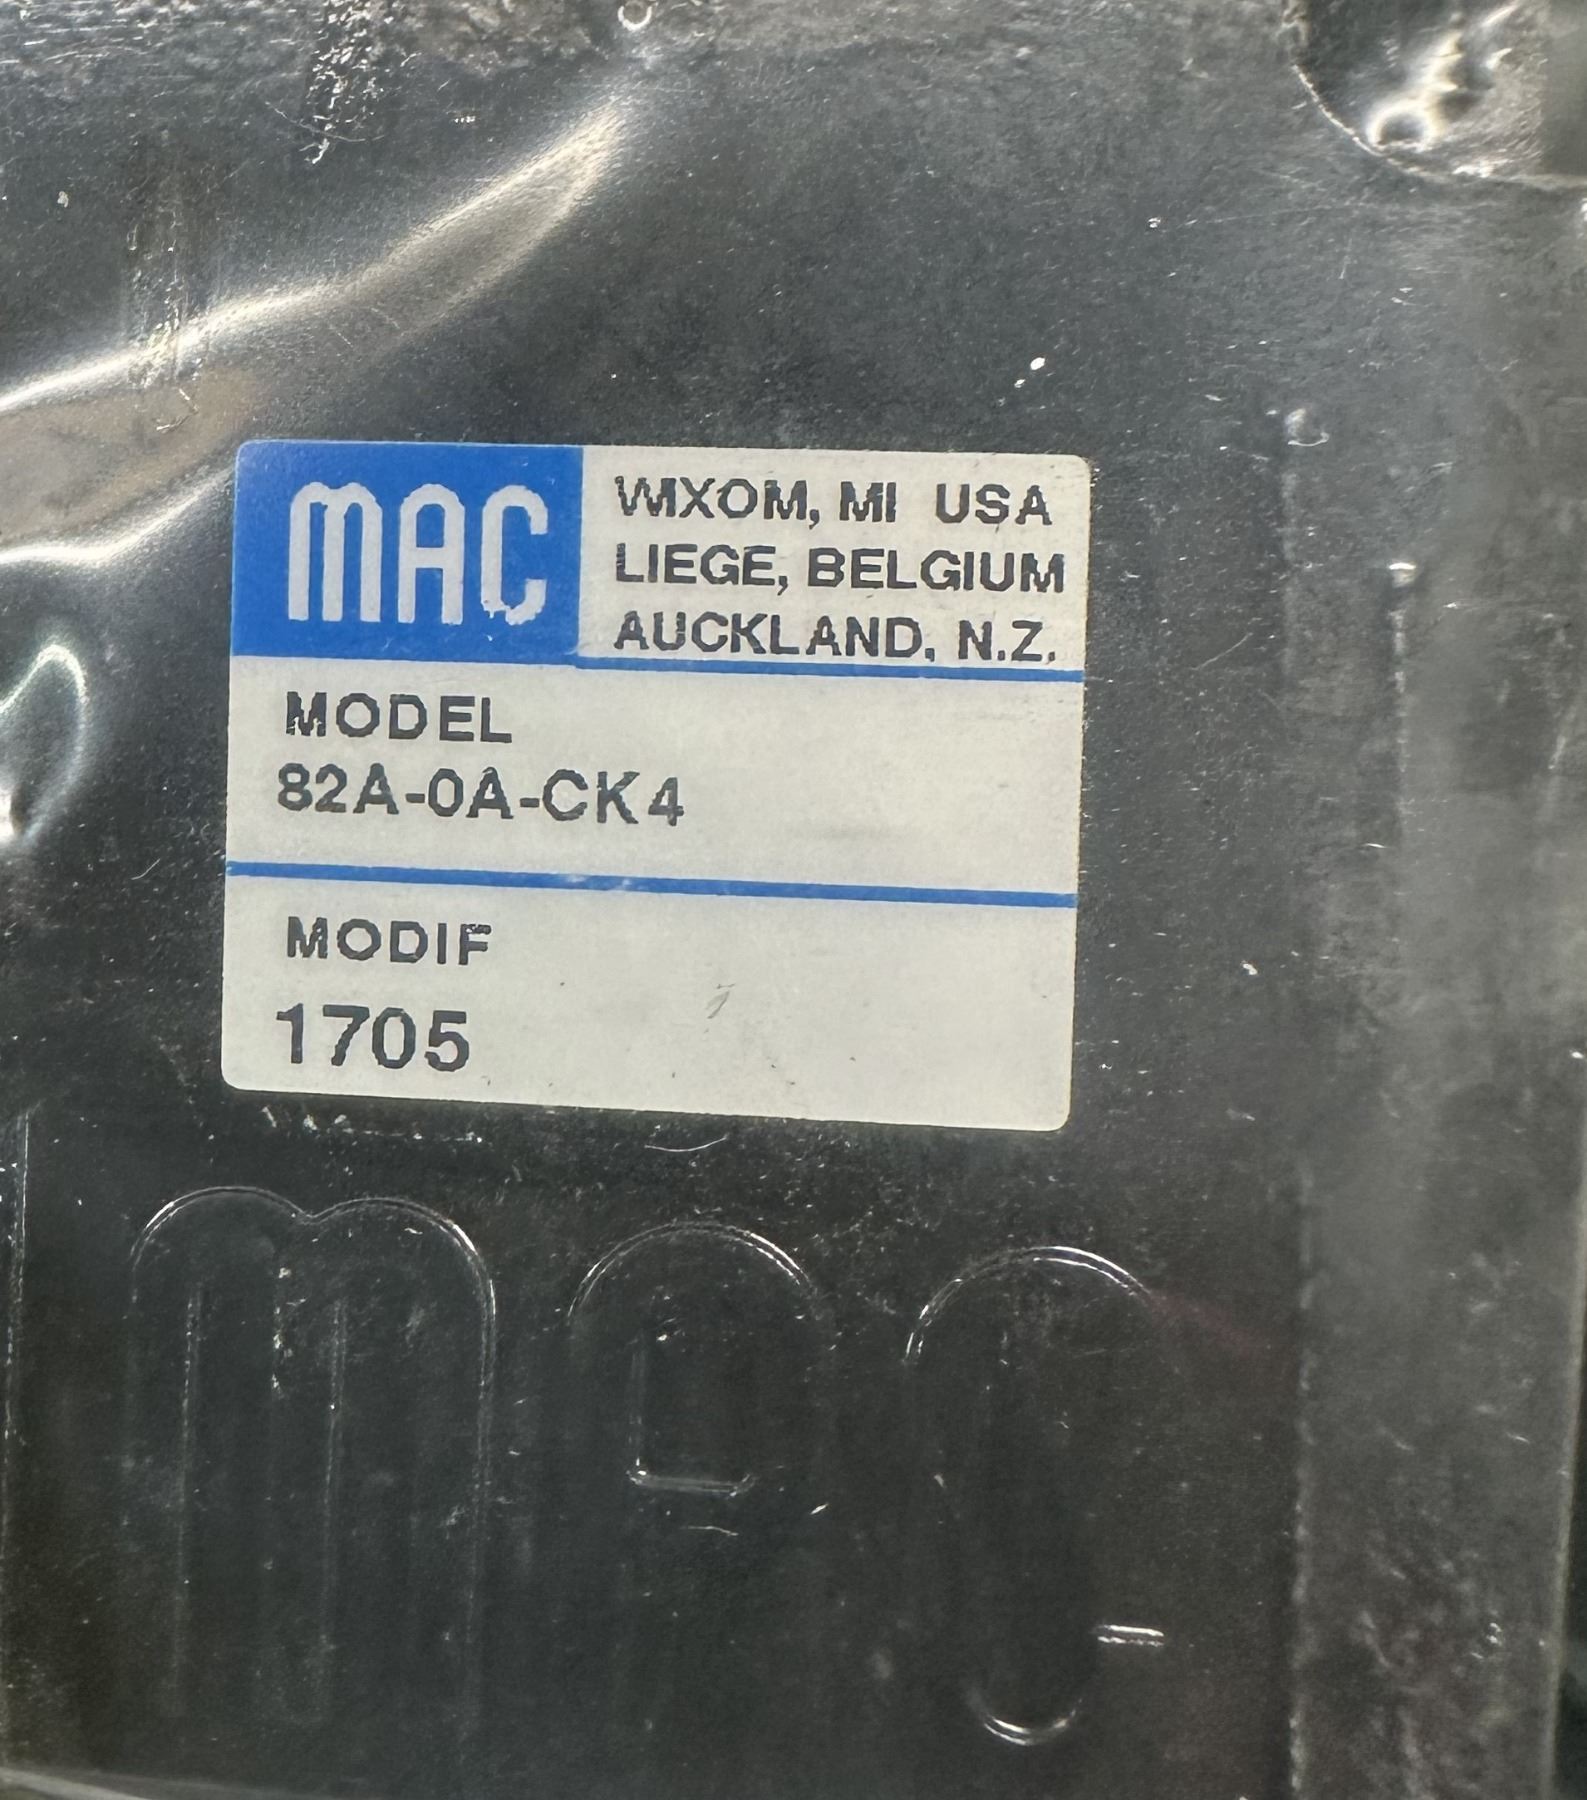 MAC
WIXOM, MI USA
LIEGE, BELGIUM
AUCKLAND, N.Z.
MODEL
82A-0A-CK4
MODIF
1705
mAC